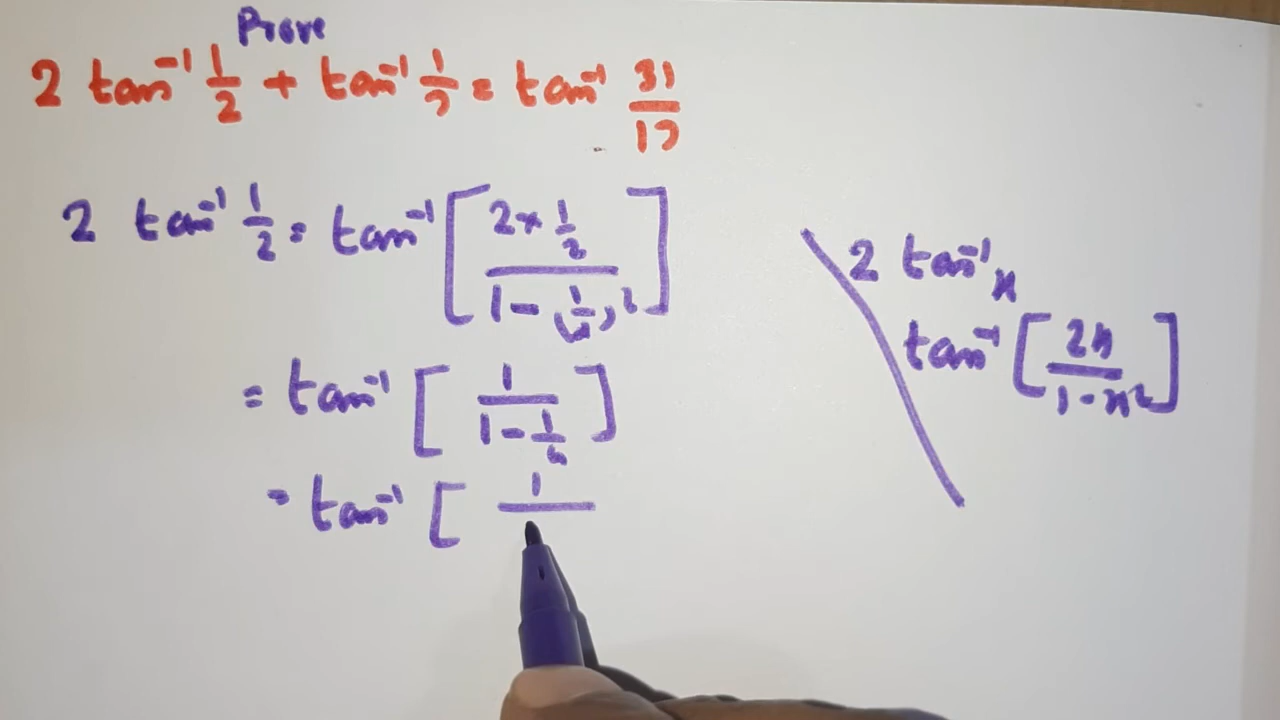 Prove
2 tan⁻¹ 1/2 + tan⁻¹ 1/7 = tan⁻¹ 31/17
2 tan⁻¹ 1/2 = tan⁻¹ [ (2 × 1/2) / (1 - (1/2)²) ]
= tan⁻¹ [ 1 / (1 - 1/4) ]
= tan⁻¹ [ 1 /
2 tan⁻¹ x
tan⁻¹ [ 2x / (1 - x²) ]